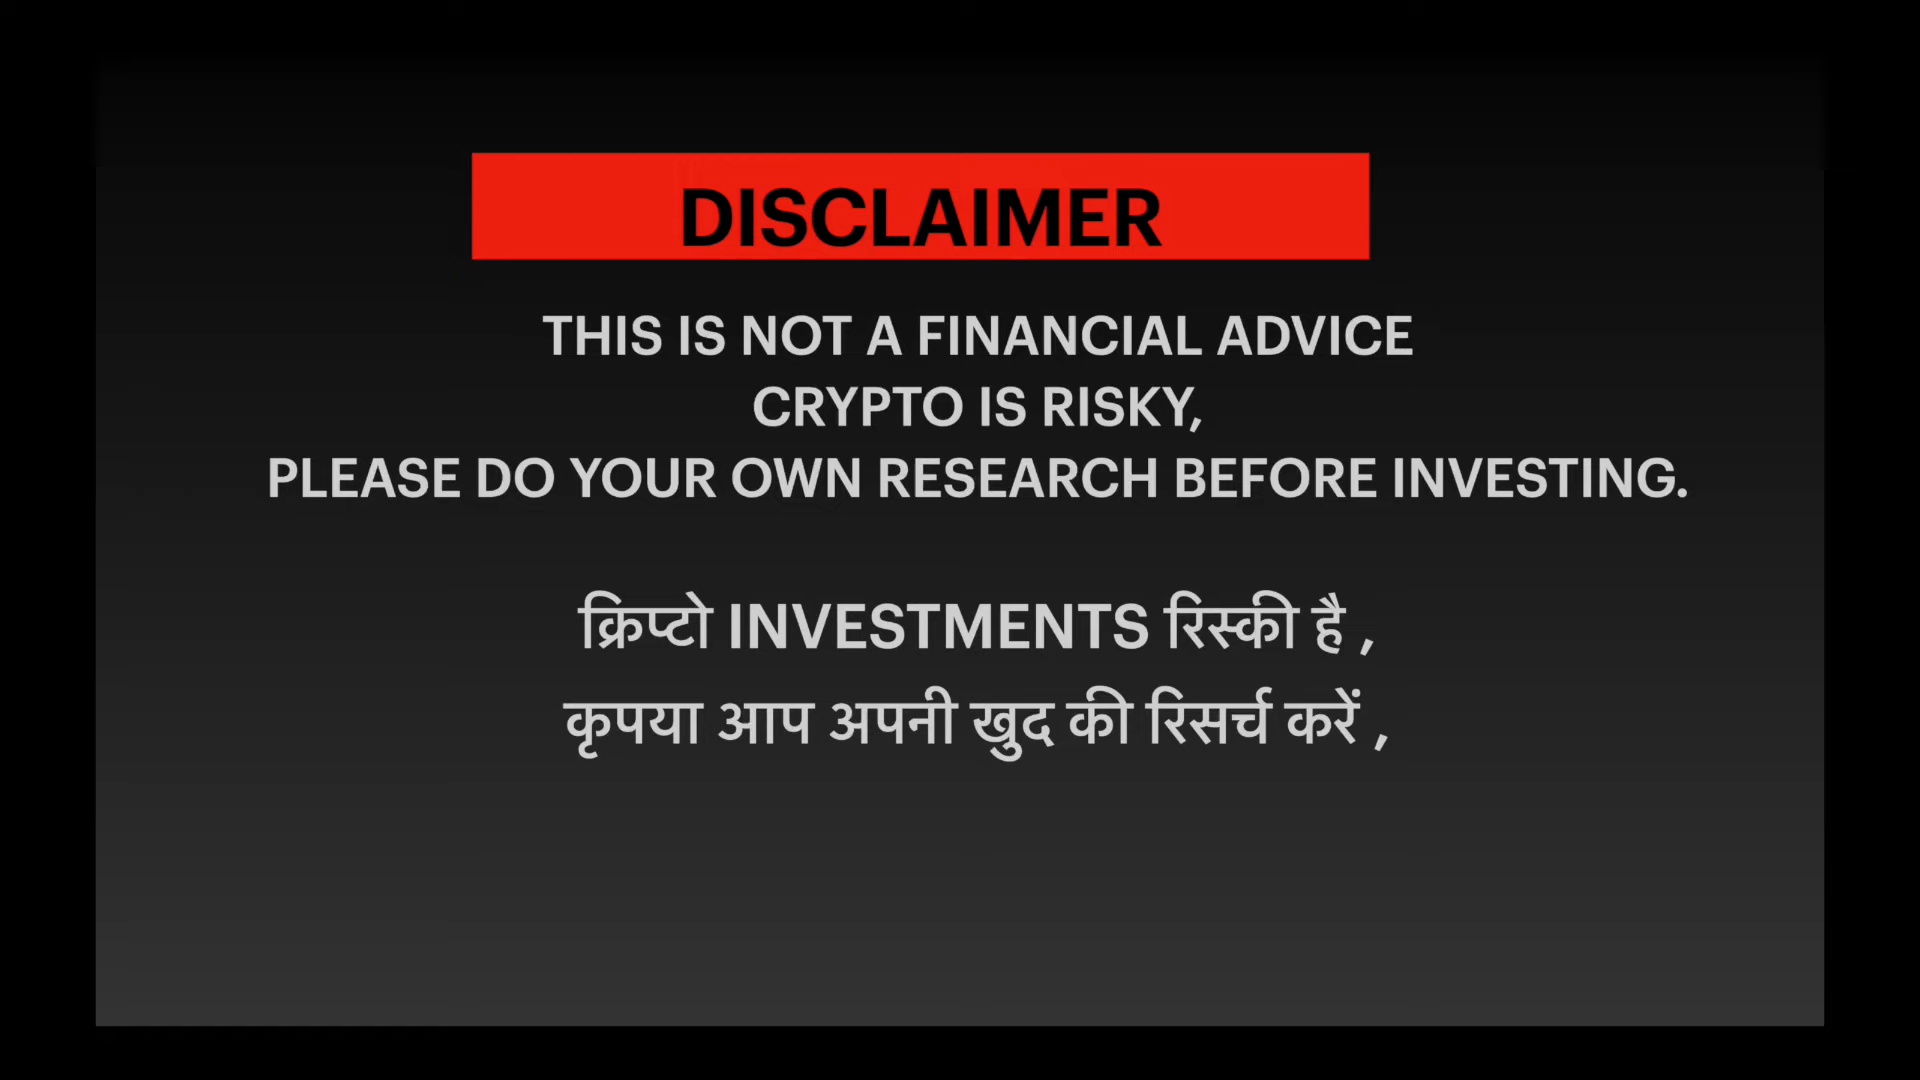 DISCLAIMER
THIS IS NOT A FINANCIAL ADVICE
CRYPTO IS RISKY,
PLEASE DO YOUR OWN RESEARCH BEFORE INVESTING.
क्रिप्टो INVESTMENTS रिस्की है ,
कृपया आप अपनी खुद की रिसर्च करें ,